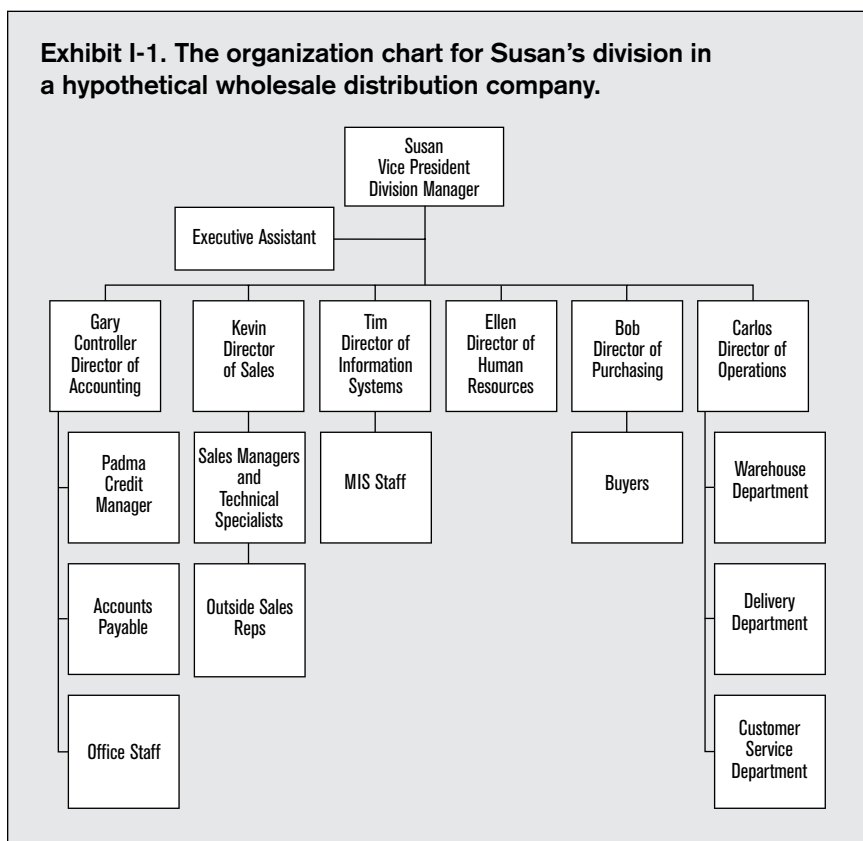 Exhibit I-1. The organization chart for Susan’s division in
a hypothetical wholesale distribution company.
Susan
Vice President
Division Manager
Executive Assistant
Gary
Controller
Director of
Accounting
Kevin
Director
of Sales
Tim
Director of
Information
Systems
Ellen
Director of
Human
Resources
Bob
Director of
Purchasing
Carlos
Director of
Operations
Padma
Credit
Manager
Sales Managers
and
Technical
Specialists
MIS Staff
Buyers
Warehouse
Department
Accounts
Payable
Outside Sales
Reps
Delivery
Department
Office Staff
Customer
Service
Department